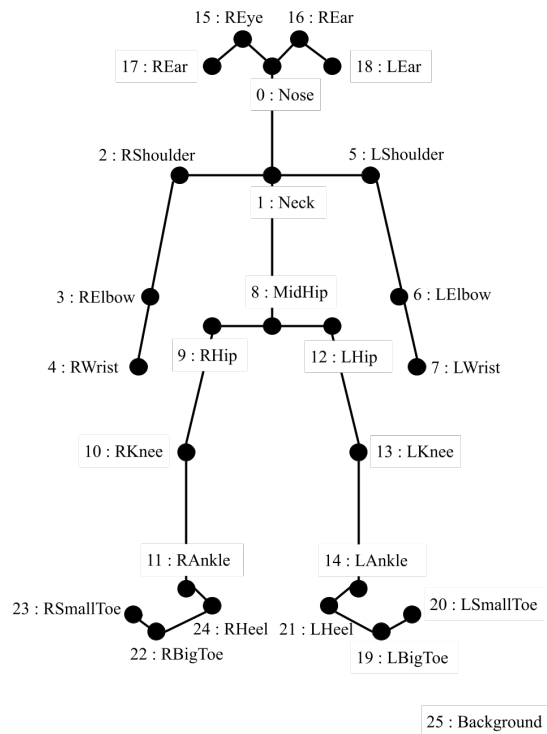 15 : REye
16 : REar
17 : REar
18 : LEar
0 : Nose
2 : RShoulder
5 : LShoulder
1 : Neck
3 : RElbow
8 : MidHip
6 : LElbow
4 : RWrist
9 : RHip
12 : LHip
7 : LWrist
10 : RKnee
13 : LKnee
11 : RAnkle
14 : LAnkle
23 : RSmallToe
20 : LSmallToe
24 : RHeel
21 : LHeel
22 : RBigToe
19 : LBigToe
25 : Background